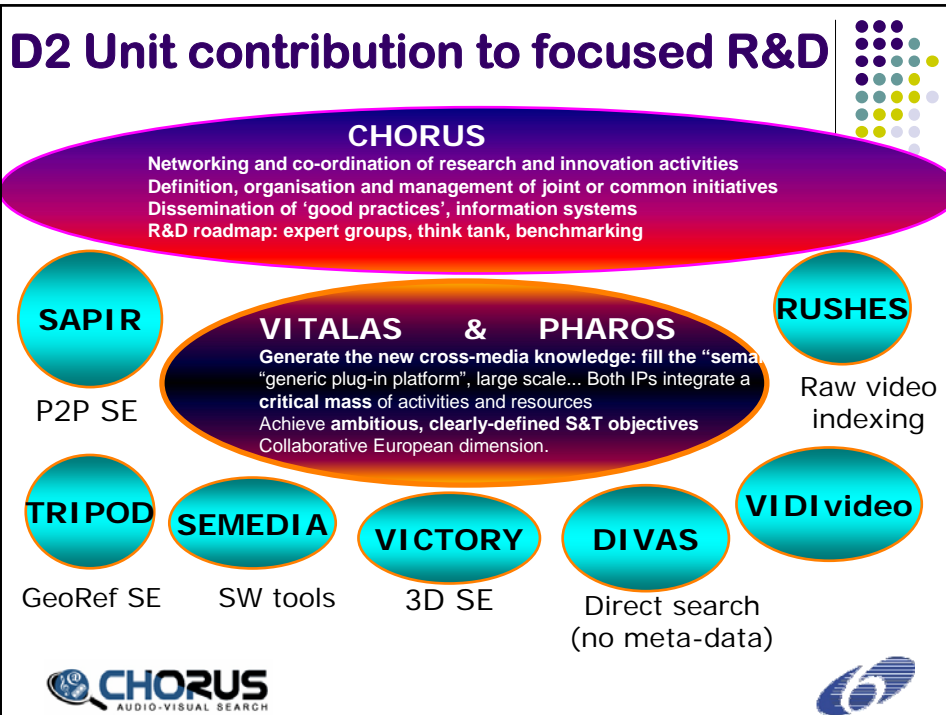 D2 Unit contribution to focused R&D
CHORUS
Networking and co-ordination of research and innovation activities
Definition, organisation and management of joint or common initiatives
Dissemination of ‘good practices’, information systems
R&D roadmap: expert groups, think tank, benchmarking
SAPIR
P2P SE
RUSHES
Raw video
indexing
VITALAS & PHAROS
Generate the new cross-media knowledge: fill the “
“generic plug-in platform”, large scale... Both IPs integrate a
critical mass of activities and resources
Achieve ambitious, clearly-defined S&T objectives
Collaborative European dimension.
TRIPOD
GeoRef SE
SEMEDIA
SW tools
VICTORY
3D SE
DIVAS
Direct search
(no meta-data)
VIDIvideo
CHORUS
AUDIO-VISUAL SEARCH
6